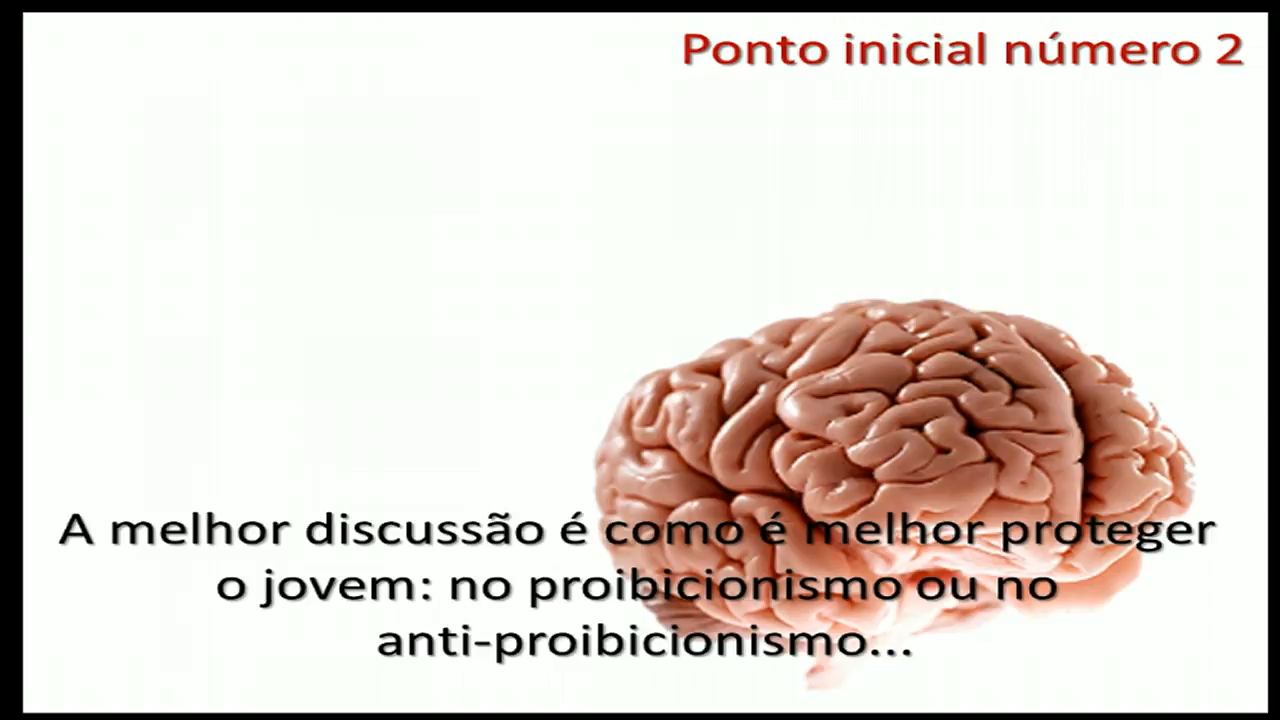 Ponto inicial número 2
A melhor discussão é como é melhor proteger
o jovem: no proibicionismo ou no
anti-proibicionismo...